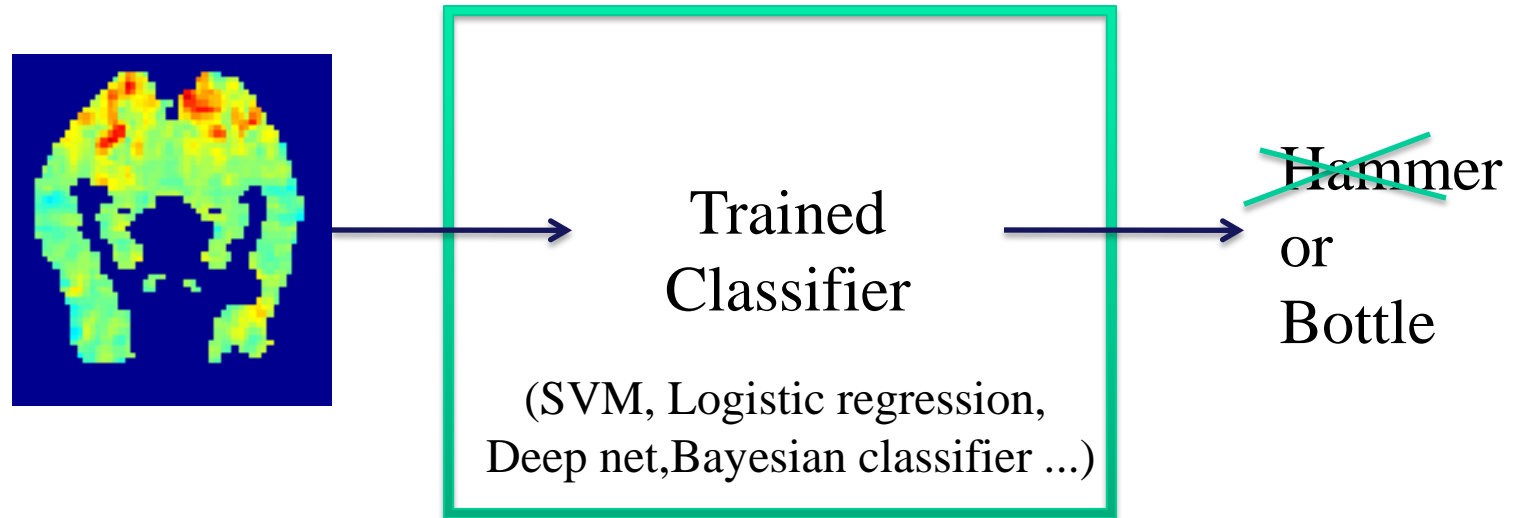 Trained
Classifier
(SVM, Logistic regression,
Deep net,Bayesian classifier ...)
Hammer
or
Bottle